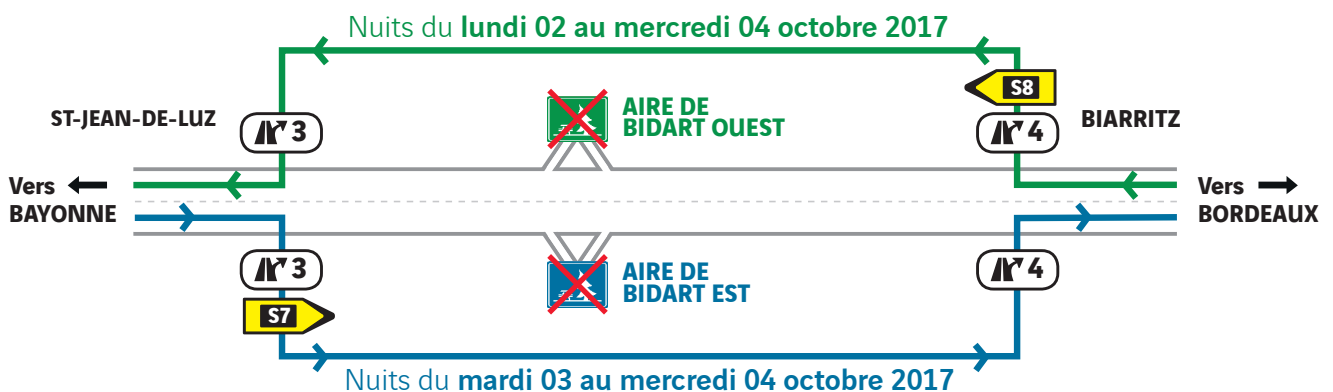 Nuits du lundi 02 au mercredi 04 octobre 2017
S8
ST-JEAN-DE-LUZ
3
AIRE DE
BIDART OUEST
4
BIARRITZ
Vers
BAYONNE
Vers
BORDEAUX
3
AIRE DE
BIDART EST
4
S7
Nuits du mardi 03 au mercredi 04 octobre 2017